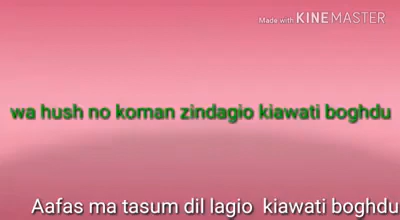 Made with KINEMASTER
wa hush no koman zindagio kiawati boghdu
Aafas ma tasum dil lagio kiawati boghdu